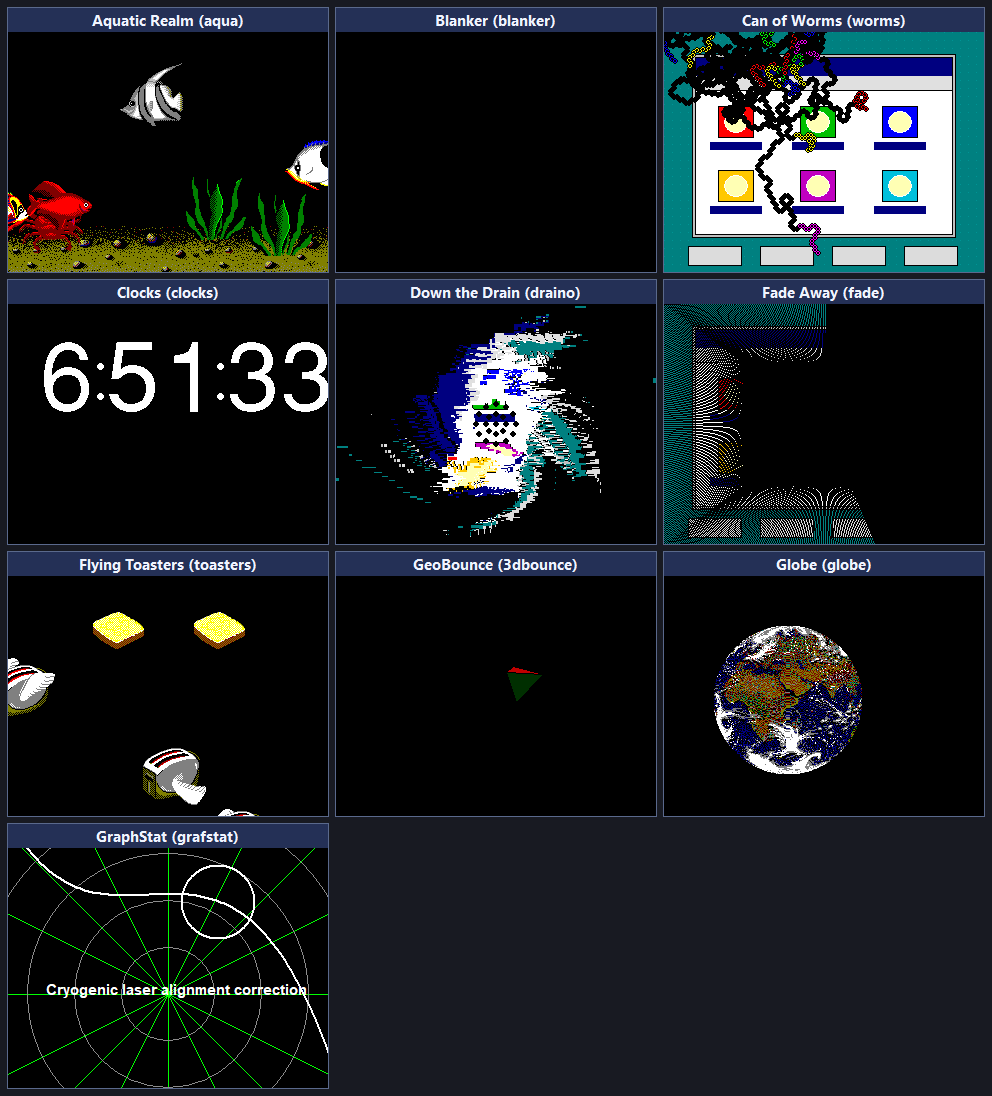 Aquatic Realm (aqua)
Blanker (blanker)
Can of Worms (worms)
6:51:33
Clocks (clocks)
Down the Drain (draino)
Fade Away (fade)
Flying Toasters (toasters)
GeoBounce (3dbounce)
Globe (globe)
GraphStat (grafstat)
Cryogenic laser alignment correction